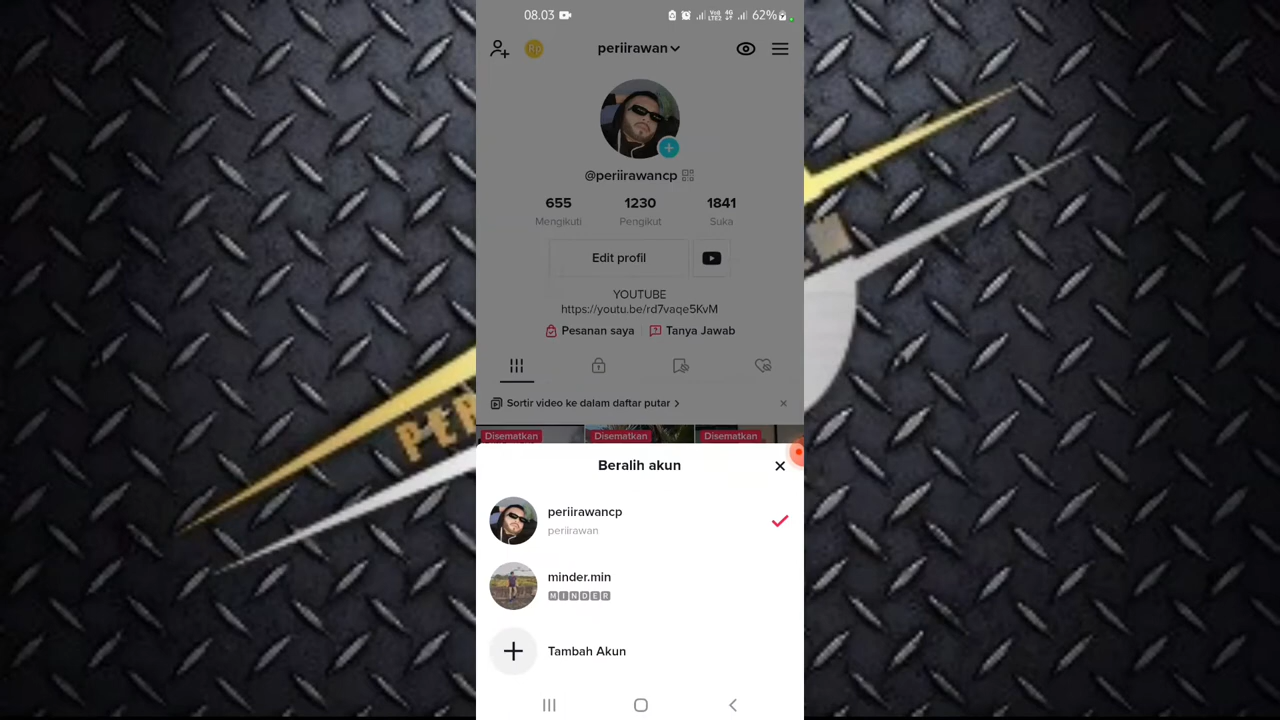 08.03 62%
Rp periirawan
@periirawancp
655 1230 1841
Mengikuti Pengikut Suka
Edit profil
YOUTUBE
https://youtu.be/rd7vaqe5KvM
Pesanan saya Tanya Jawab
Sortir video ke dalam daftar putar
Disematkan Disematkan Disematkan
Beralih akun
periirawancp
periirawan
minder.min
MINDER
Tambah Akun